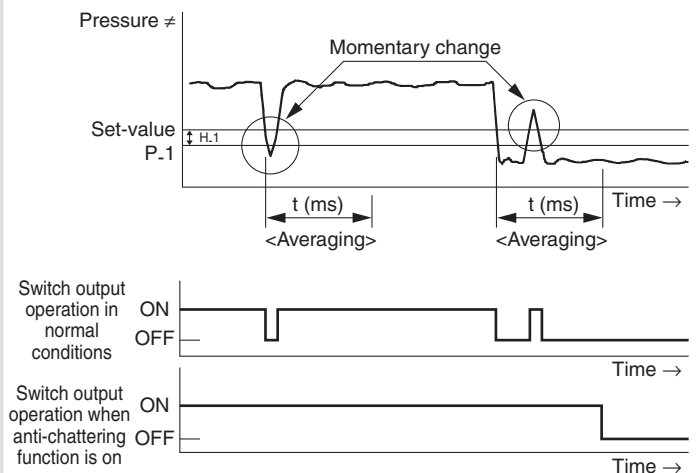 Pressure ≠
Momentary change
Set-value
H_1
P_1
t (ms)
t (ms)
Time →
<Averaging>
<Averaging>
Switch output
operation in
normal
conditions
ON
OFF
Time →
Switch output
operation when
anti-chattering
function is on
ON
OFF
Time →